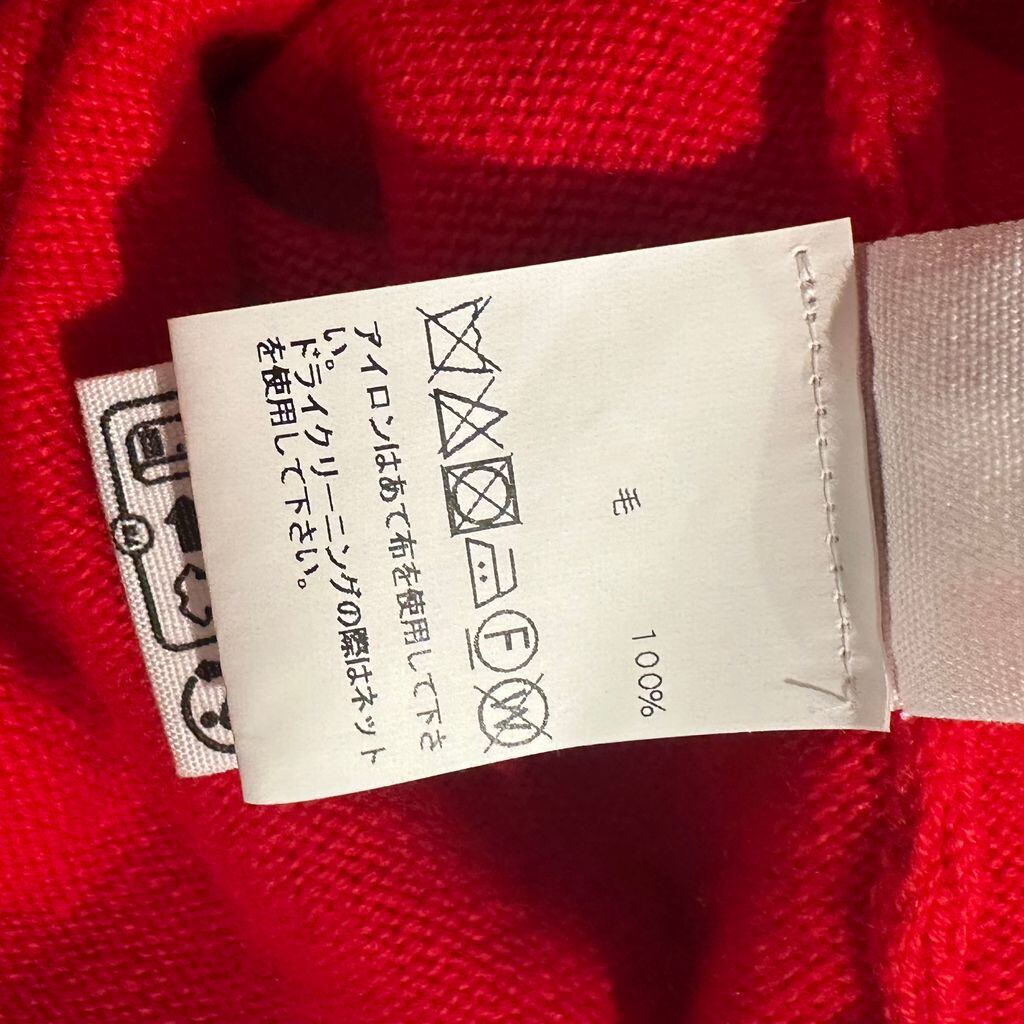 毛 100%
F W
アイロンはあて布を使用して下さ
い。
ドライクリーニングの際はネット
を使用して下さい。